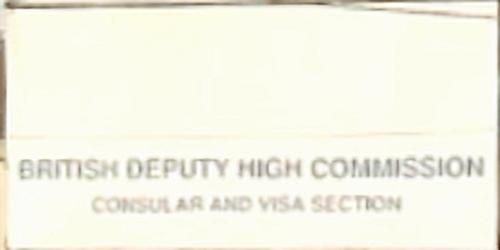 BRITISH DEPUTY HIGH COMMISSION
CONSULAR AND VISA SECTION